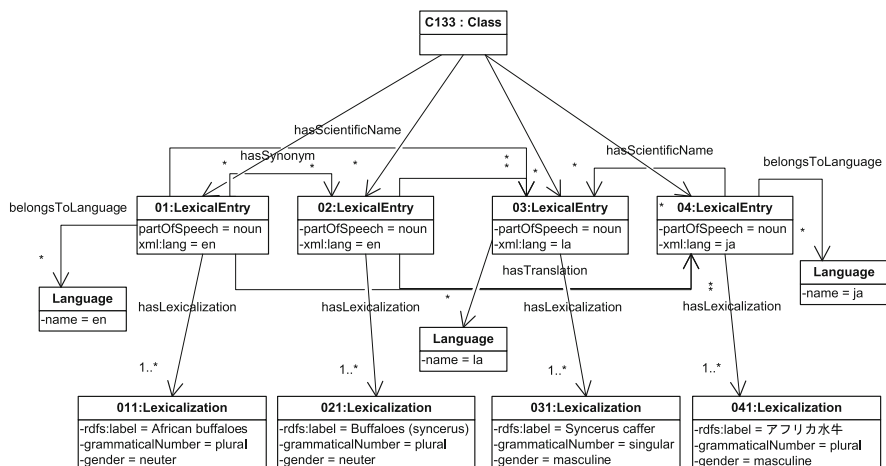 C133 : Class
hasScientificName
hasSynonym
hasScientificName
belongsToLanguage
belongsToLanguage
*
*
*
*
*
*
*
*
*
01:LexicalEntry
partOfSpeech = noun
xml:lang = en
02:LexicalEntry
-partOfSpeech = noun
-xml:lang = en
03:LexicalEntry
-partOfSpeech = noun
-xml:lang = la
04:LexicalEntry
-partOfSpeech = noun
-xml:lang = ja
*
*
hasTranslation
*
*
*
Language
-name = en
Language
-name = la
Language
-name = ja
hasLexicalization
hasLexicalization
hasLexicalization
hasLexicalization
1..*
1..*
1..*
1..*
011:Lexicalization
-rdfs:label = African buffaloes
-grammaticalNumber = plural
-gender = neuter
021:Lexicalization
-rdfs:label = Buffaloes (syncerus)
-grammaticalNumber = plural
-gender = neuter
031:Lexicalization
-rdfs:label = Syncerus caffer
-grammaticalNumber = singular
-gender = masculine
041:Lexicalization
-rdfs:label = アフリカ水牛
-grammaticalNumber = plural
-gender = masculine